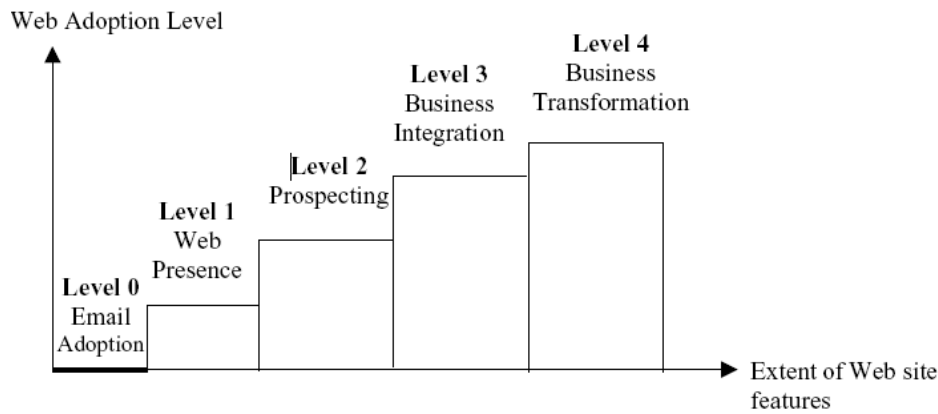 Web Adoption Level
Level 4
Business
Transformation
Level 3
Business
Integration
Level 2
Prospecting
Level 1
Web
Presence
Level 0
Email
Adoption
Extent of Web site
features